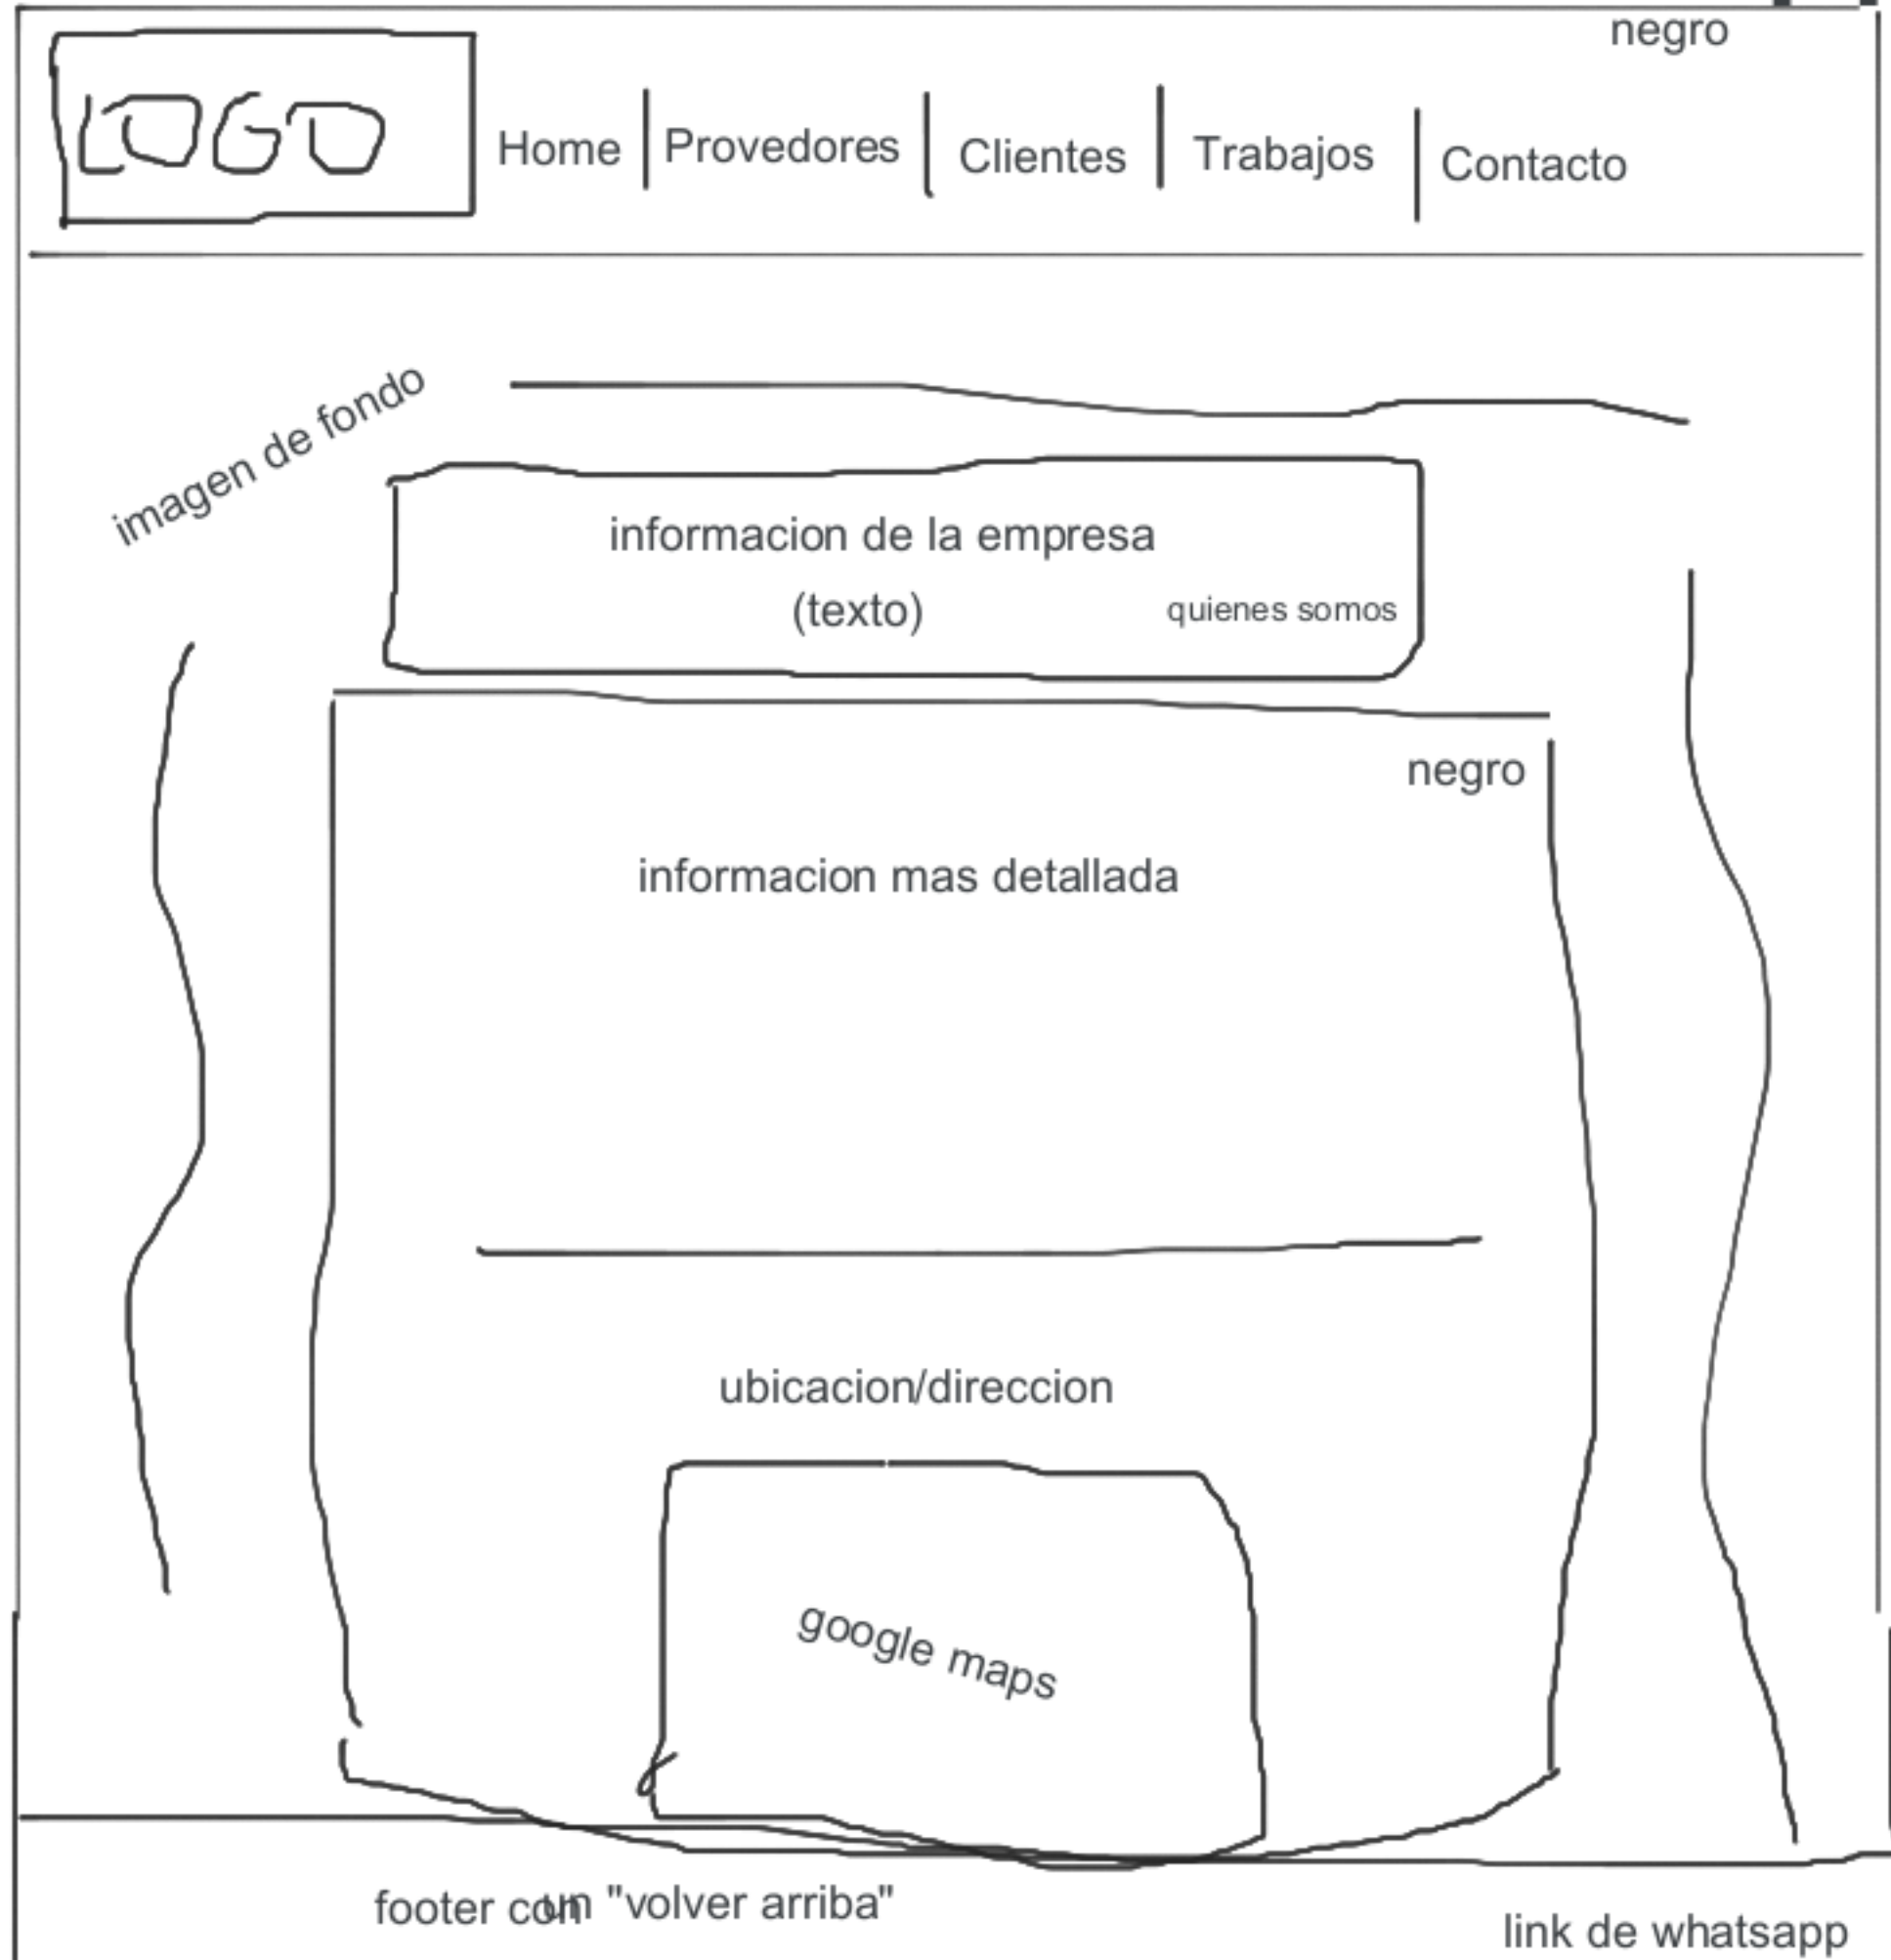 negro
LOGO
Home
Provedores
Clientes
Trabajos
Contacto
imagen de fondo
informacion de la empresa
(texto)
quienes somos
negro
informacion mas detallada
ubicacion/direccion
google maps
footer con un "volver arriba"
link de whatsapp